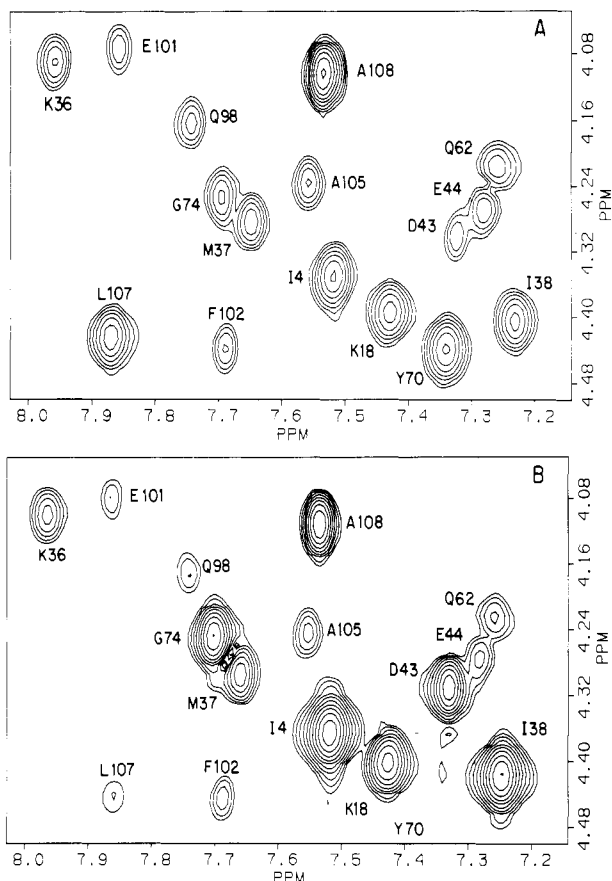 A
E101
4.08
K36
A108
Q98
4.16
Q62
A105
E44
4.24
G74
D43
M37
4.32
PPM
L107
I4
I38
F102
4.40
K18
Y70
4.48
8.0 7.9 7.8 7.7 7.6 7.5 7.4 7.3 7.2
PPM
B
E101
4.08
K36
A108
Q98
4.16
Q62
A105
E44
4.24
G74
D43
M37
4.32
PPM
I4
I38
L107
F102
4.40
K18
Y70
4.48
8.0 7.9 7.8 7.7 7.6 7.5 7.4 7.3 7.2
PPM